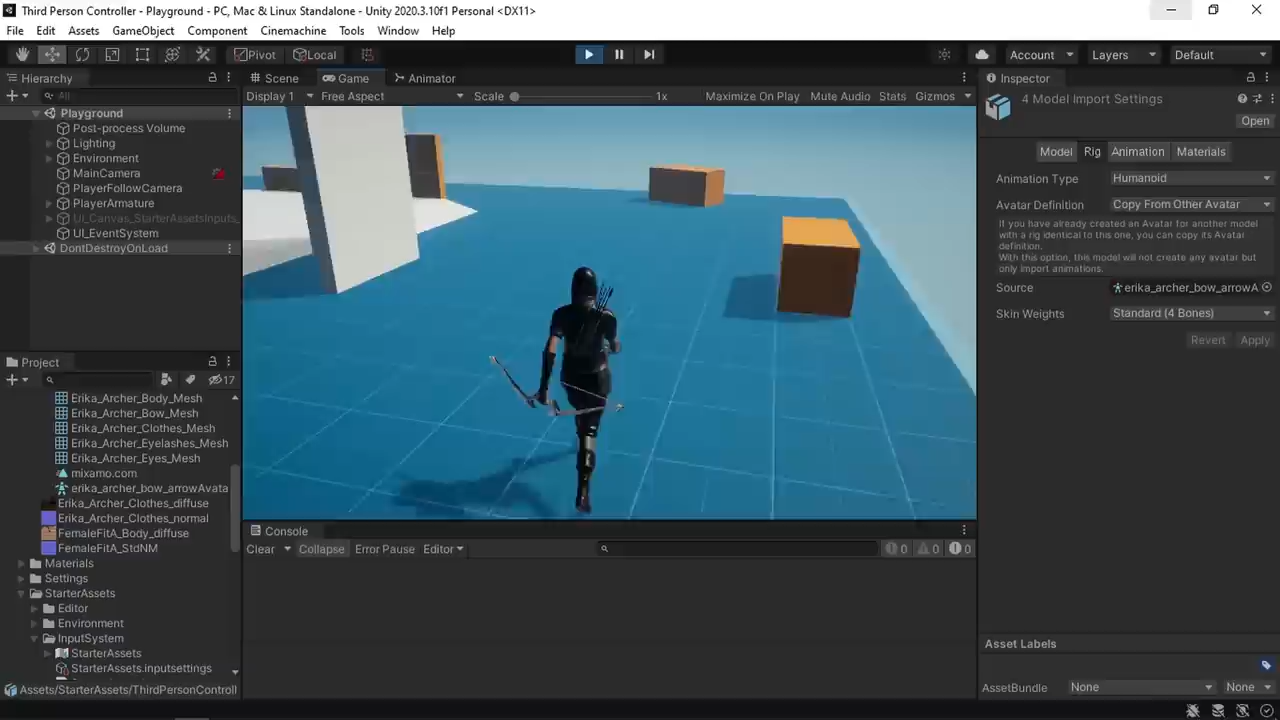 Third Person Controller - Playground - PC, Mac & Linux Standalone - Unity 2020.3.10f1 Personal <DX11>
File Edit Assets GameObject Component Cinemachine Tools Window Help
Pivot Local Account Layers Default
Hierarchy
All
Playground
Post-process Volume
Lighting
Environment
MainCamera
PlayerFollowCamera
PlayerArmature
UI_Canvas_StarterAssetsInputs_
UI_EventSystem
DontDestroyOnLoad
Scene Game Animator
Display 1 Free Aspect Scale 1x Maximize On Play Mute Audio Stats Gizmos
Inspector
4 Model Import Settings
Open
Model Rig Animation Materials
Animation Type Humanoid
Avatar Definition Copy From Other Avatar
If you have already created an Avatar for another model
with a rig identical to this one, you can copy its Avatar
definition.
With this option, this model will not create any avatar but
only import animations.
Source erika_archer_bow_arrowA
Skin Weights Standard (4 Bones)
Revert Apply
Project
17
Erika_Archer_Body_Mesh
Erika_Archer_Bow_Mesh
Erika_Archer_Clothes_Mesh
Erika_Archer_Eyelashes_Mesh
Erika_Archer_Eyes_Mesh
mixamo.com
erika_archer_bow_arrowAvata
Erika_Archer_Clothes_diffuse
Erika_Archer_Clothes_normal
FemaleFitA_Body_diffuse
FemaleFitA_StdNM
Materials
Settings
StarterAssets
Editor
Environment
InputSystem
StarterAssets
StarterAssets.inputsettings
Assets/StarterAssets/ThirdPersonControll
Console
Clear Collapse Error Pause Editor 0 0 0
Asset Labels
AssetBundle None None